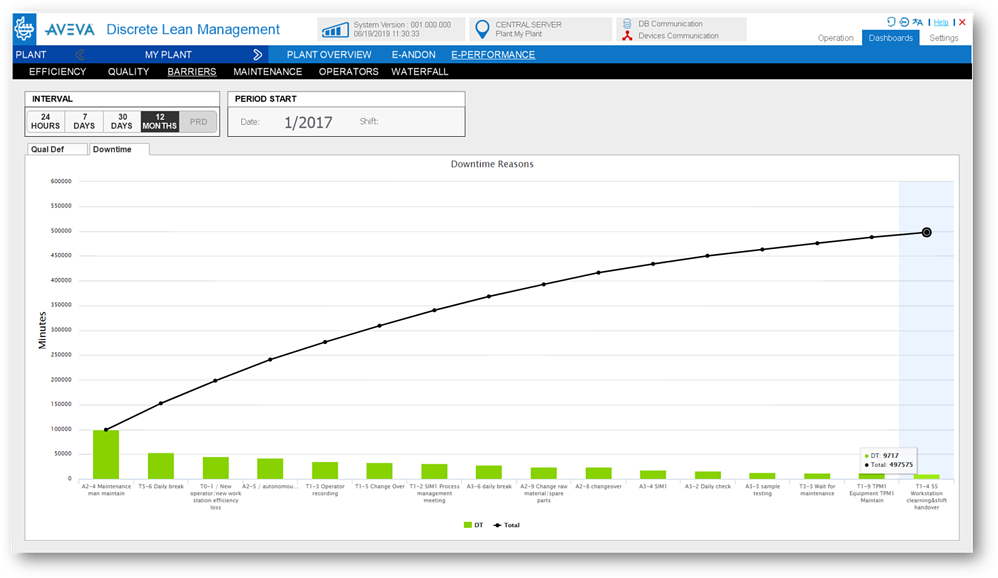 AVEVA Discrete Lean Management
System Version : 001 000 000
06/19/2019 11:30:33
CENTRAL SERVER
Plant:My Plant
DB Communication
Devices Communication
Help
Operation Dashboards Settings
PLANT MY PLANT PLANT OVERVIEW E-ANDON E-PERFORMANCE
EFFICIENCY QUALITY BARRIERS MAINTENANCE OPERATORS WATERFALL
INTERVAL
24 HOURS
7 DAYS
30 DAYS
12 MONTHS
PRD
PERIOD START
Date: 1/2017 Shift:
Qual Def Downtime
Downtime Reasons
Minutes
600000
550000
500000
450000
400000
350000
300000
250000
200000
150000
100000
50000
0
DT: 9717
Total: 497575
A2-4 Maintenance
man maintain
T5-6 Daily break
T0-1 / New
operator/new work
station efficiency
loss
A2-5 / autonomou...
T1-3 Operator
recording
T1-5 Change Over
T1-2 SIM1 Process
management
meeting
A3-6 daily break
A2-9 Change raw
material/spare
parts
A2-8 changeover
A3-4 SIM1
A3-2 Daily check
A3-3 sample
testing
T3-3 Wait for
maintenance
T1-9 TPM1
Equipment TPM1
Maintain
T1-4 5S
Workstation
clearning&shift
handover
DT Total